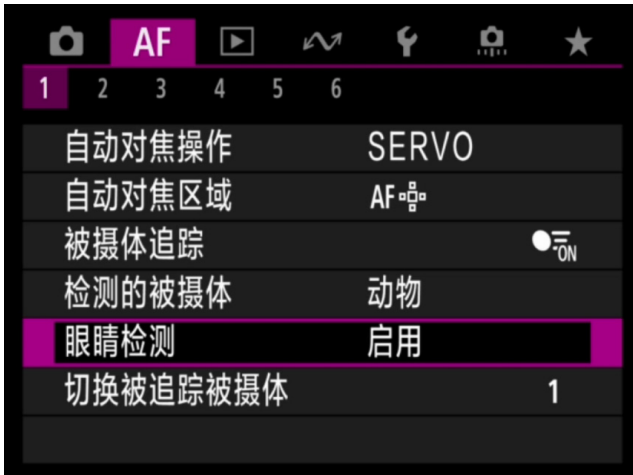 AF
1 2 3 4 5 6
自动对焦操作 SERVO
自动对焦区域 AF
被摄体追踪 ON
检测的被摄体 动物
眼睛检测 启用
切换被追踪被摄体 1